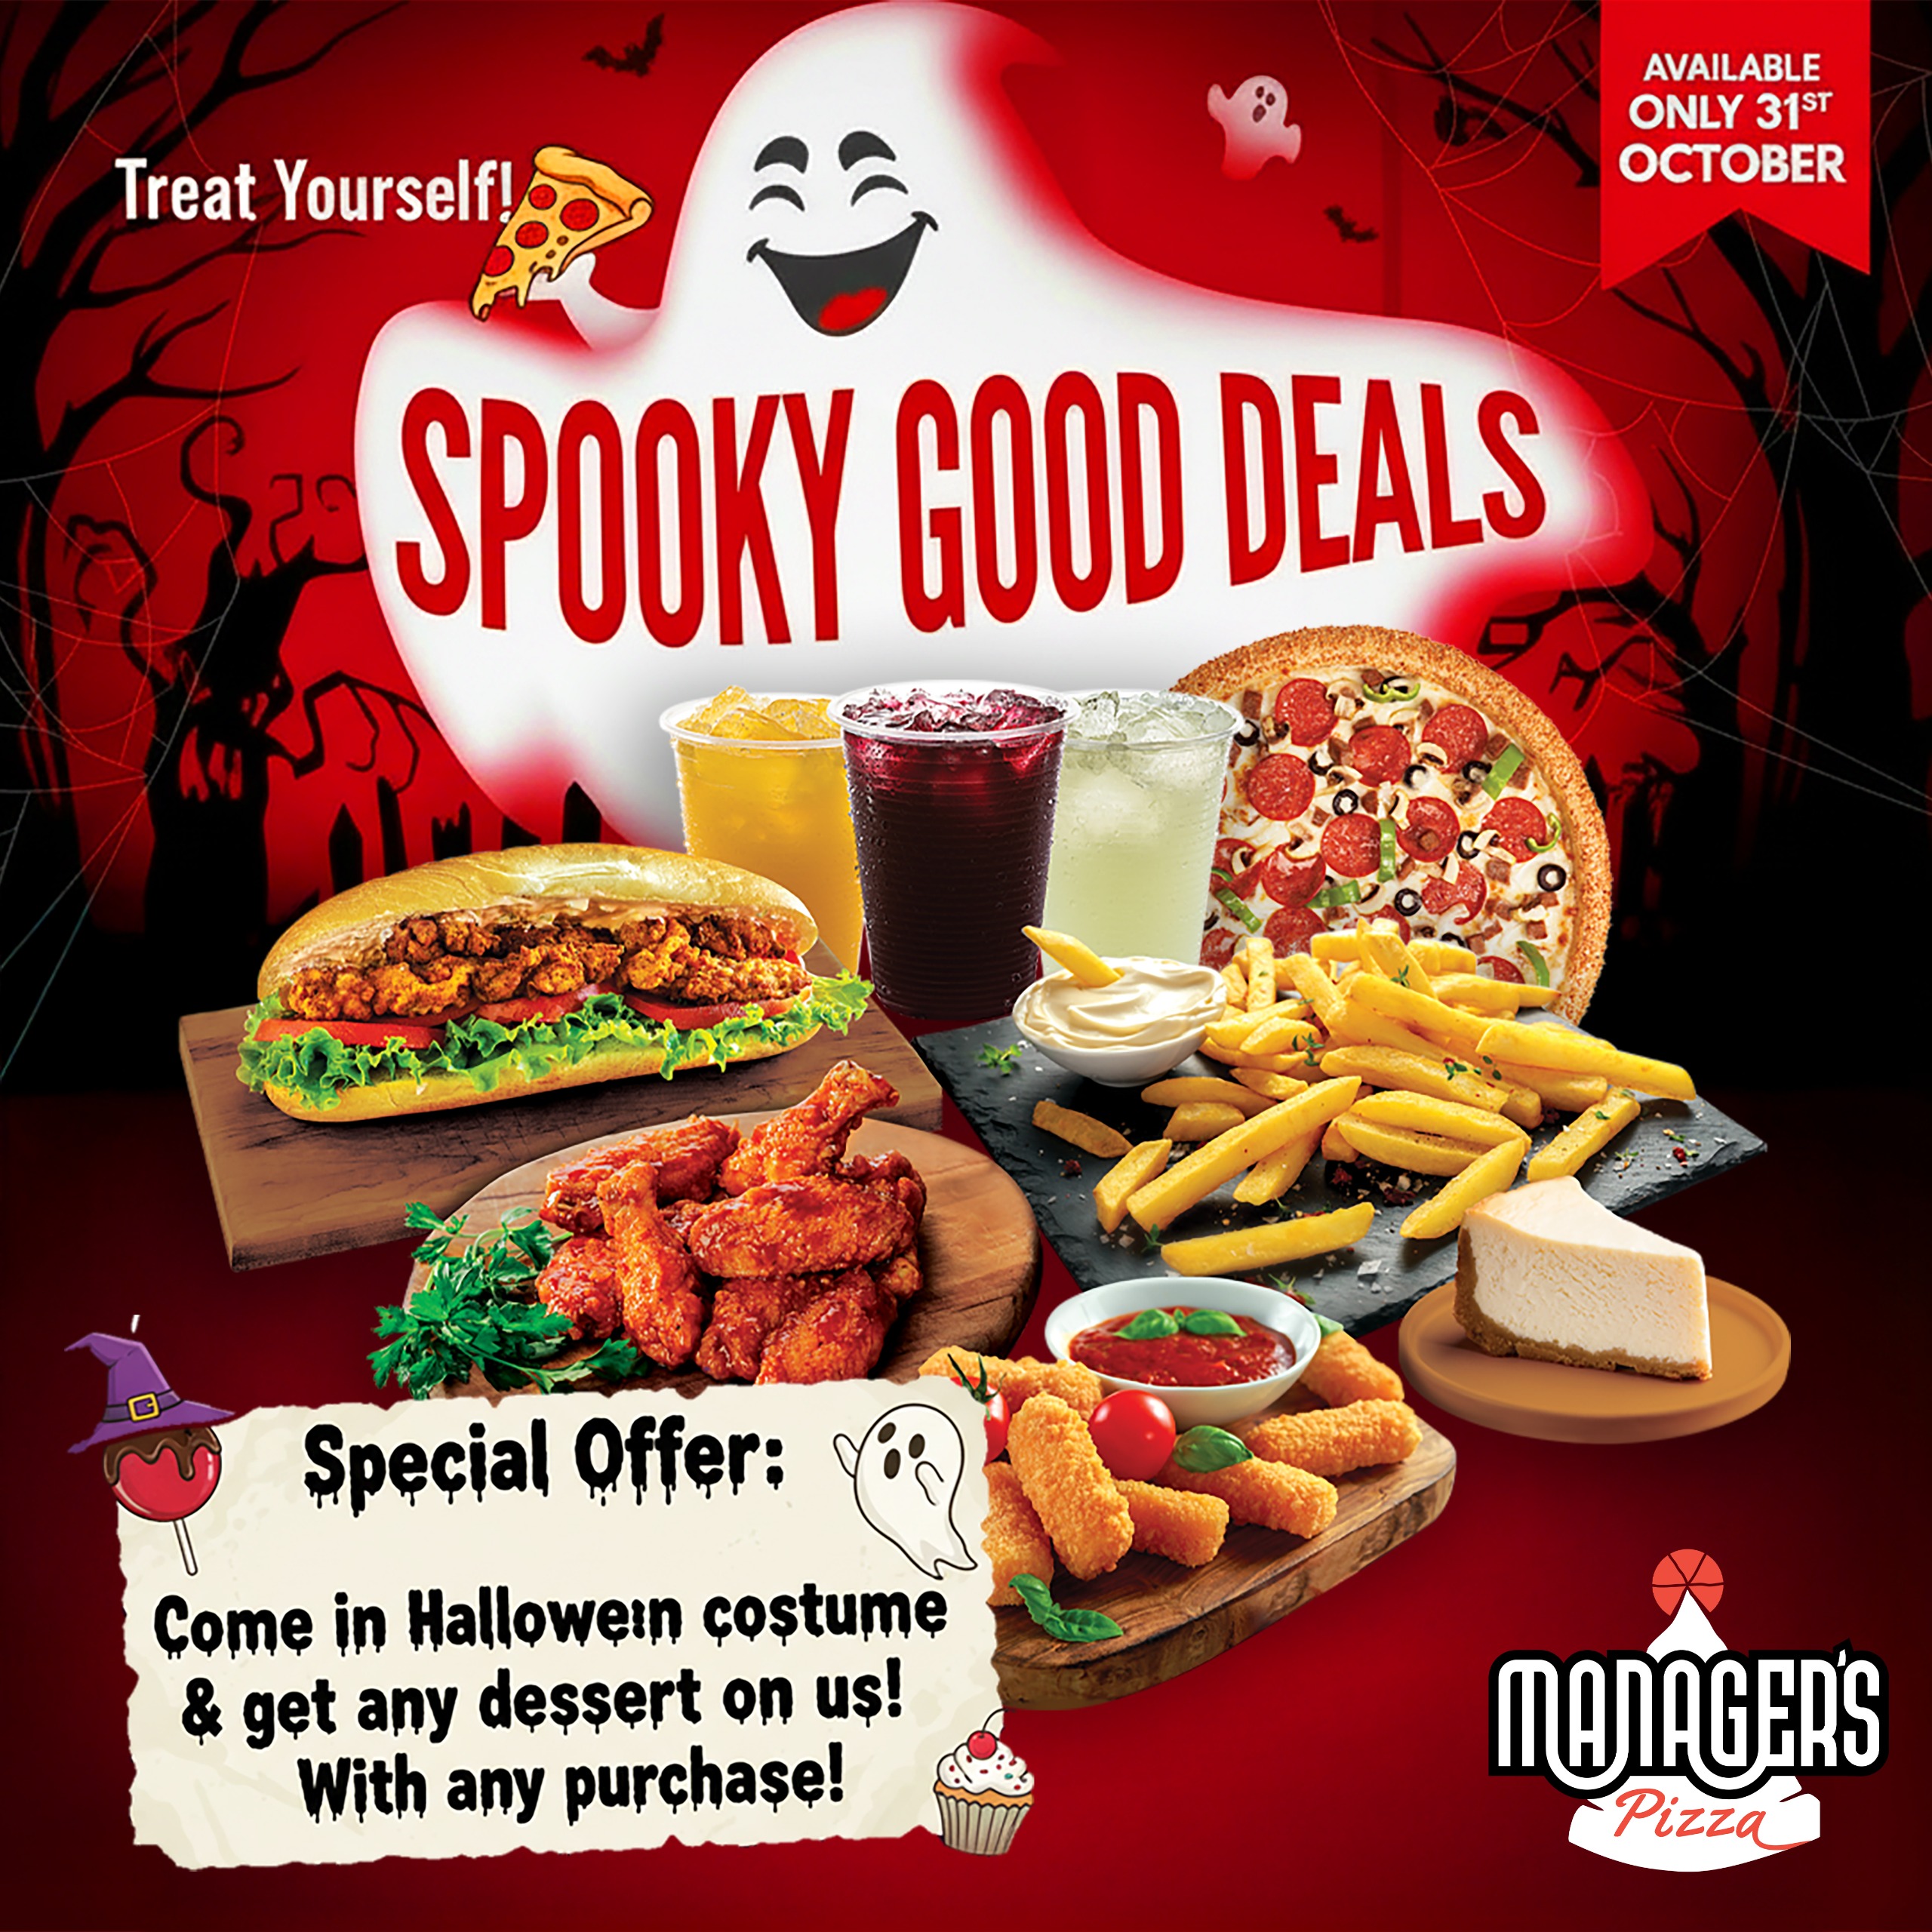 AVAILABLE
ONLY 31ST
OCTOBER
Treat Yourself!
SPOOKY GOOD DEALS
Special Offer:
Come in Hallowein costume
& get any dessert on us!
With any purchase!
MANAGER'S
Pizza